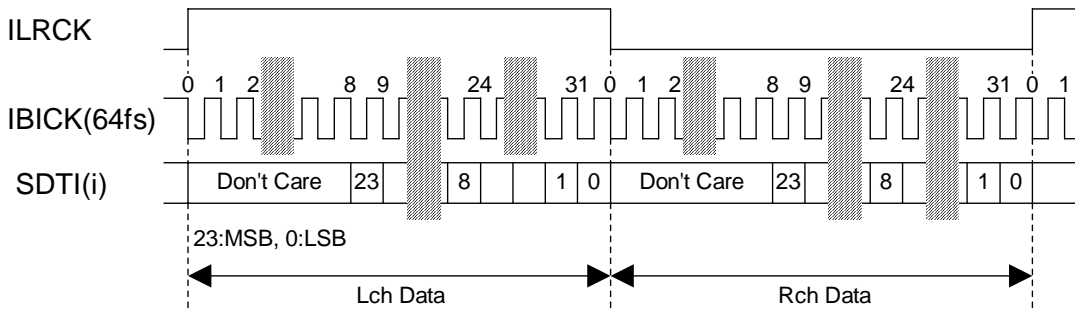 ILRCK
0 1 2 8 9 24 31 0 1 2 8 9 24 31 0 1
IBICK(64fs)
SDTI(i) Don't Care 23 8 1 0 Don't Care 23 8 1 0
23:MSB, 0:LSB
Lch Data Rch Data